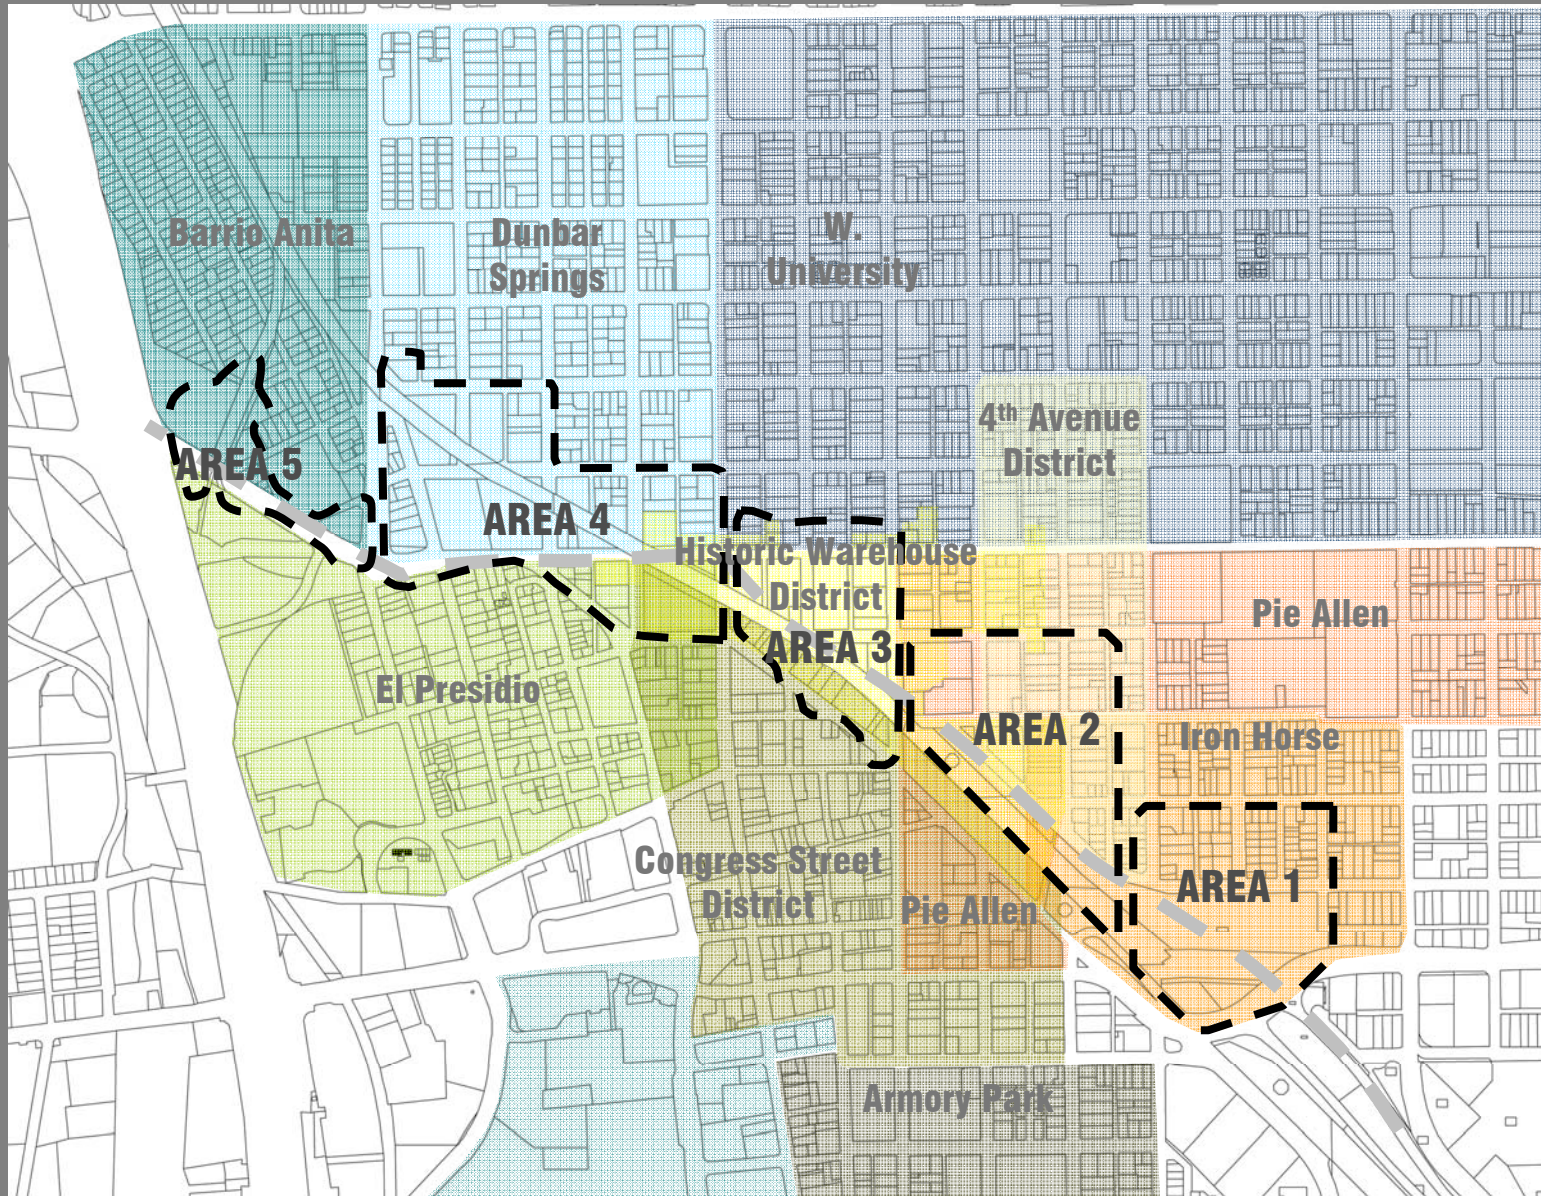 Barrio Anita
Dunbar
Springs
W.
University
4th Avenue
District
AREA 5
AREA 4
Historic Warehouse
District
Pie Allen
AREA 3
El Presidio
AREA 2
Iron Horse
Congress Street
District
AREA 1
Pie Allen
Armory Park